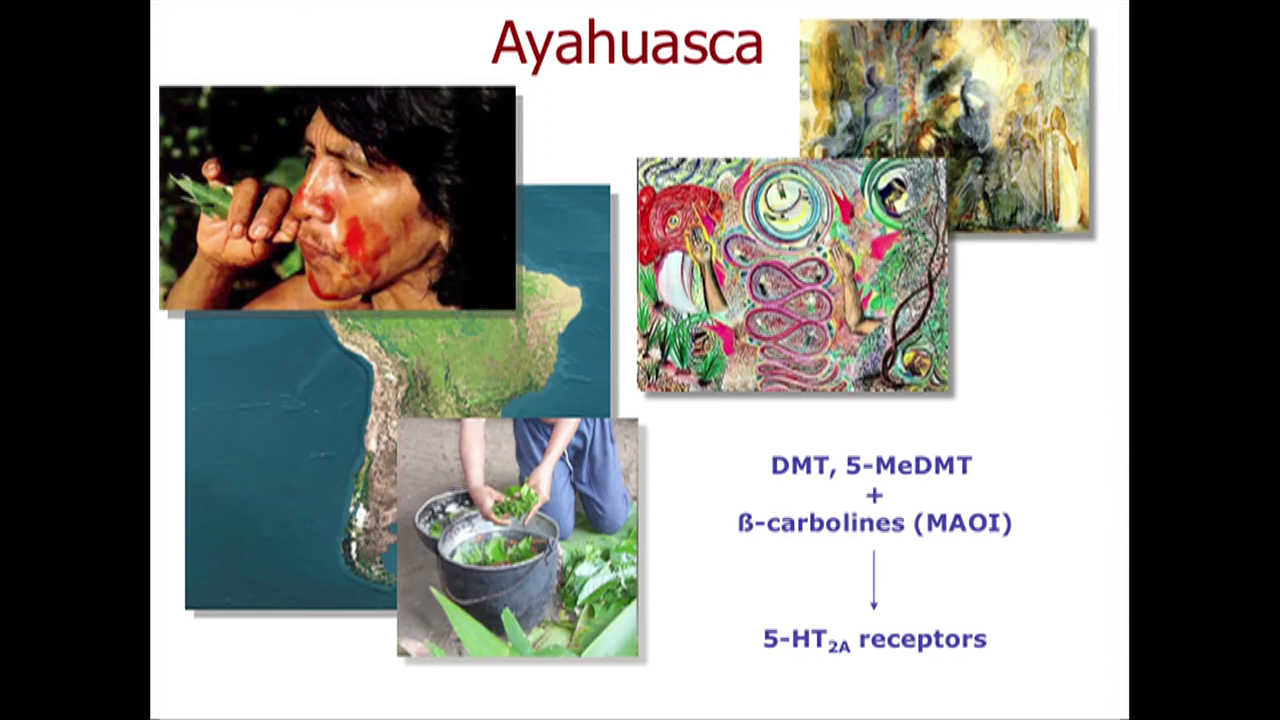 Ayahuasca
DMT, 5-MeDMT
+
ß-carbolines (MAOI)
5-HT2A receptors